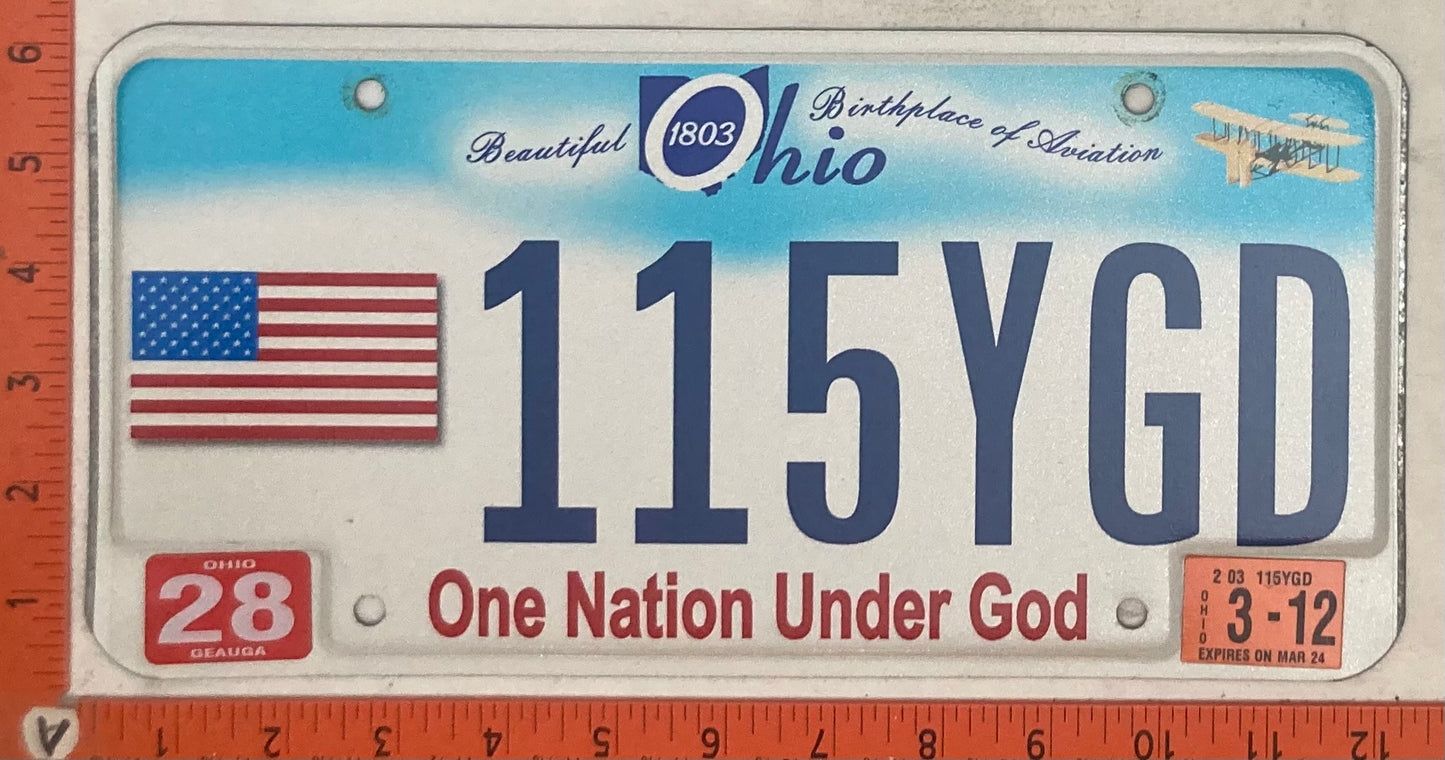 Beautiful Ohio Birthplace of Aviation
1803
115YGD
OHIO
28
GEAUGA
One Nation Under God
2 03 115YGD
OHIO
3-12
EXPIRES ON MAR 24
6
5
4
3
2
1
A
1 2 3 4 5 6 7 8 9 10 11 12